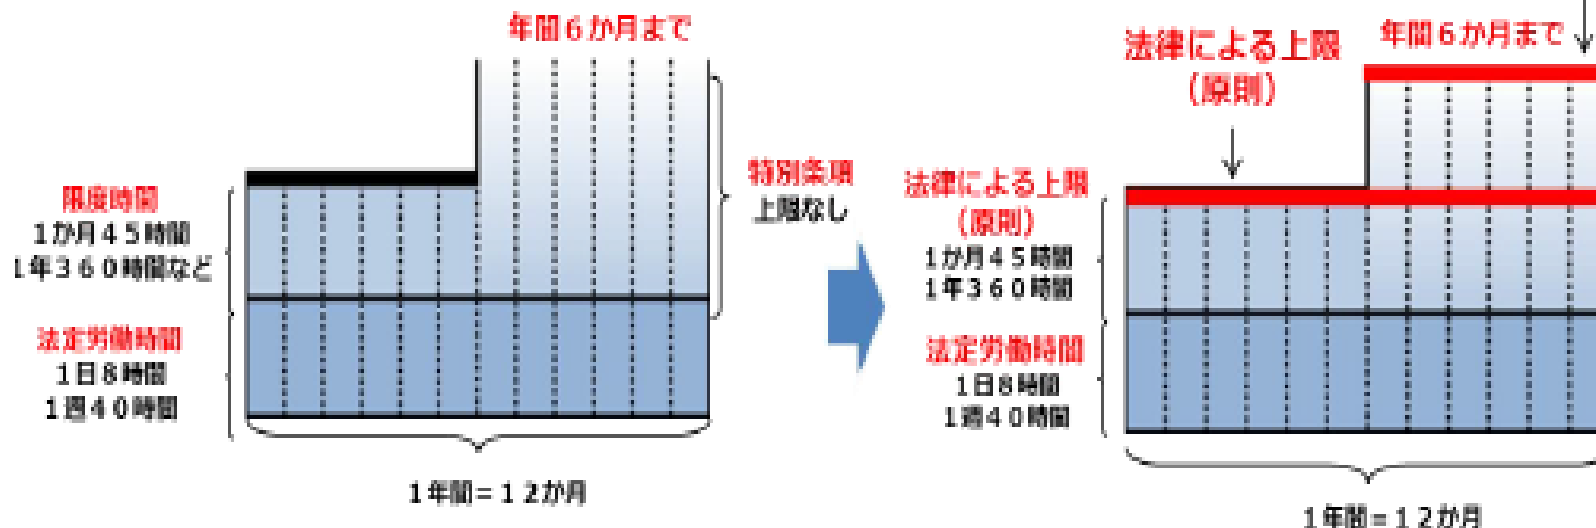 年間6か月まで
限度時間
1か月45時間
1年360時間など
法定労働時間
1日8時間
1週40時間
特別条項
上限なし
1年間=12か月
法律による上限
(原則)
年間6か月まで
法律による上限
(原則)
1か月45時間
1年360時間
法定労働時間
1日8時間
1週40時間
1年間=12か月